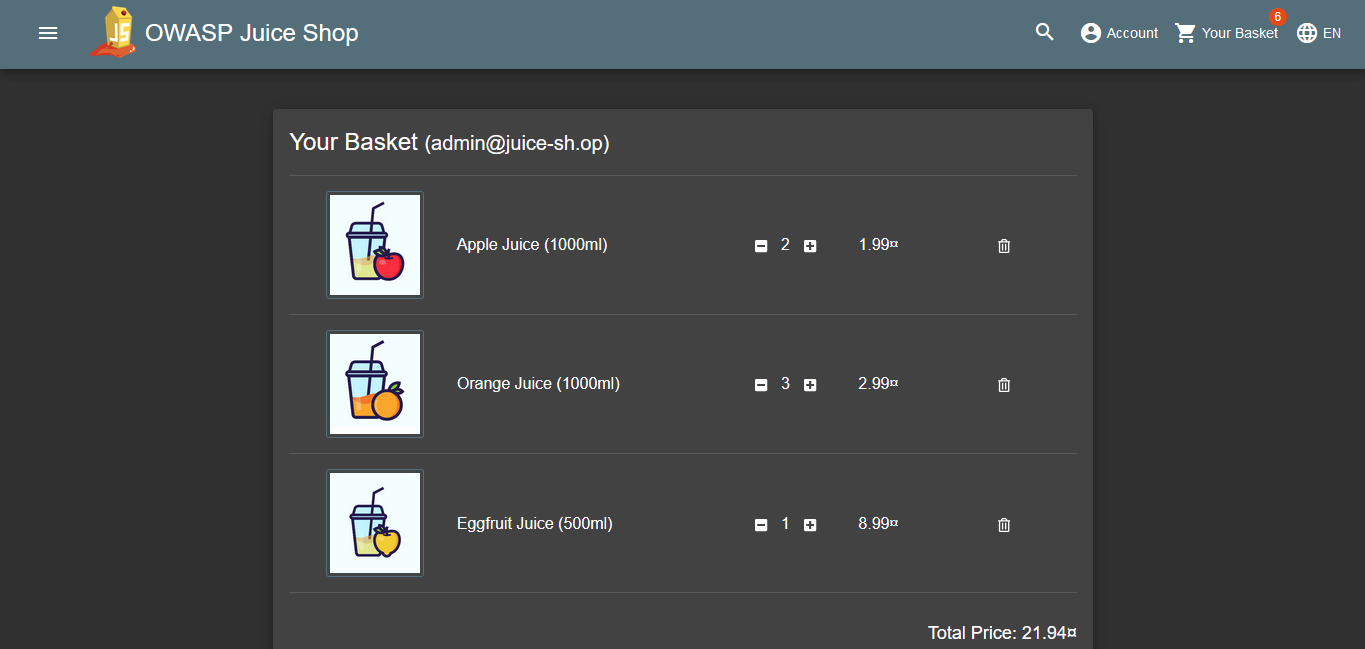 JS OWASP Juice Shop Account Your Basket 6 EN
Your Basket (admin@juice-sh.op)
Apple Juice (1000ml) 2 1.99¤
Orange Juice (1000ml) 3 2.99¤
Eggfruit Juice (500ml) 1 8.99¤
Total Price: 21.94¤